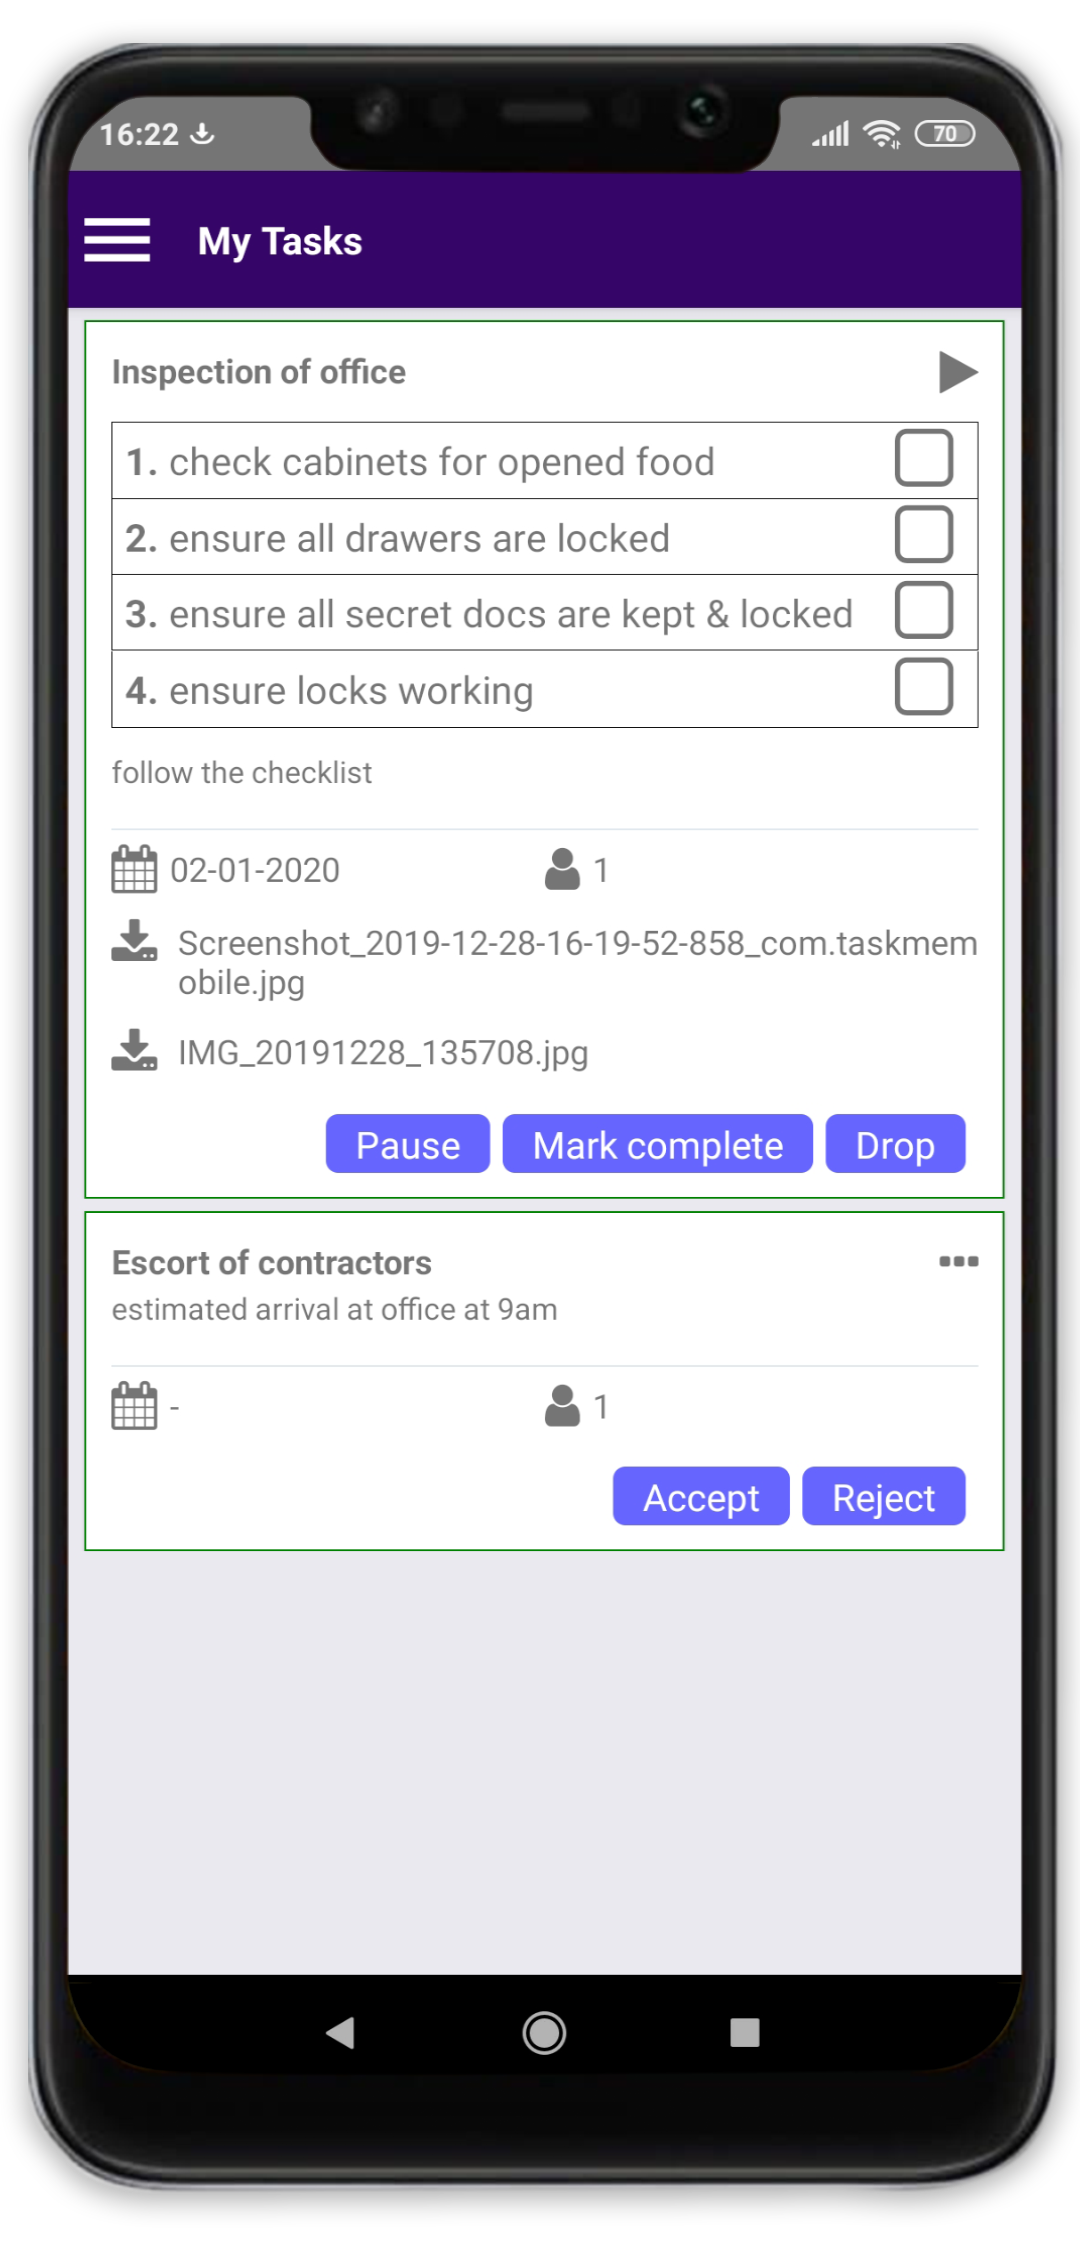 16:22
70
My Tasks
Inspection of office
1. check cabinets for opened food
2. ensure all drawers are locked
3. ensure all secret docs are kept & locked
4. ensure locks working
follow the checklist
02-01-2020 1
Screenshot_2019-12-28-16-19-52-858_com.taskmem
obile.jpg
IMG_20191228_135708.jpg
Pause Mark complete Drop
Escort of contractors
estimated arrival at office at 9am
- 1
Accept Reject